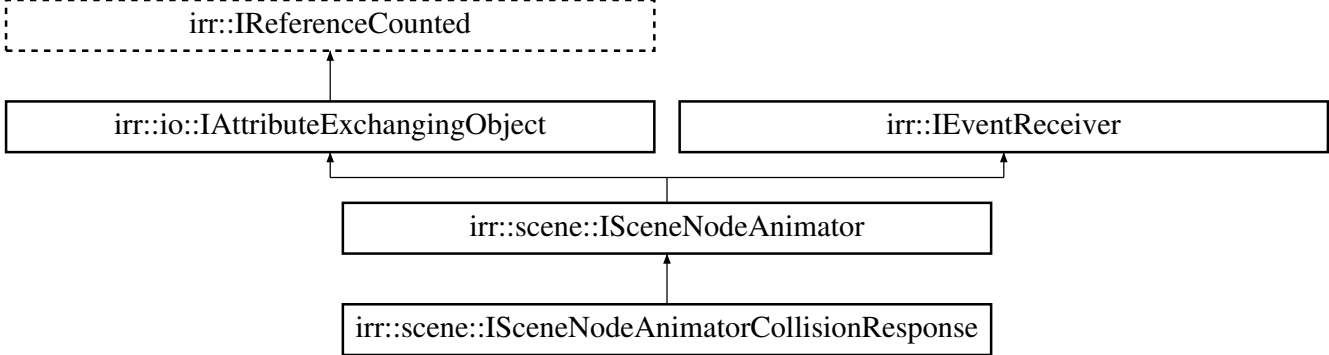 irr::IReferenceCounted
irr::io::IAttributeExchangingObject
irr::IEventReceiver
irr::scene::ISceneNodeAnimator
irr::scene::ISceneNodeAnimatorCollisionResponse